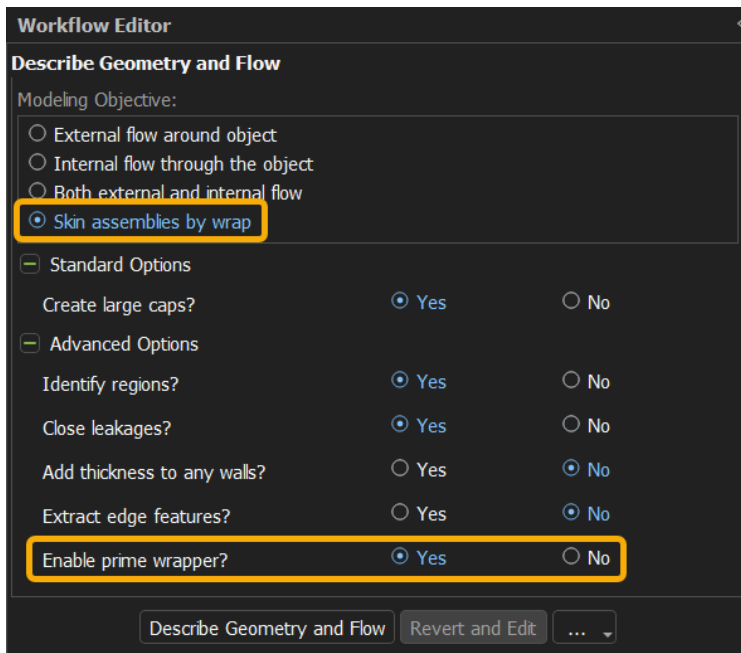 Workflow Editor
Describe Geometry and Flow
Modeling Objective:
External flow around object
Internal flow through the object
Both external and internal flow
Skin assemblies by wrap
Standard Options
Create large caps? Yes No
Advanced Options
Identify regions? Yes No
Close leakages? Yes No
Add thickness to any walls? Yes No
Extract edge features? Yes No
Enable prime wrapper? Yes No
Describe Geometry and Flow Revert and Edit ...